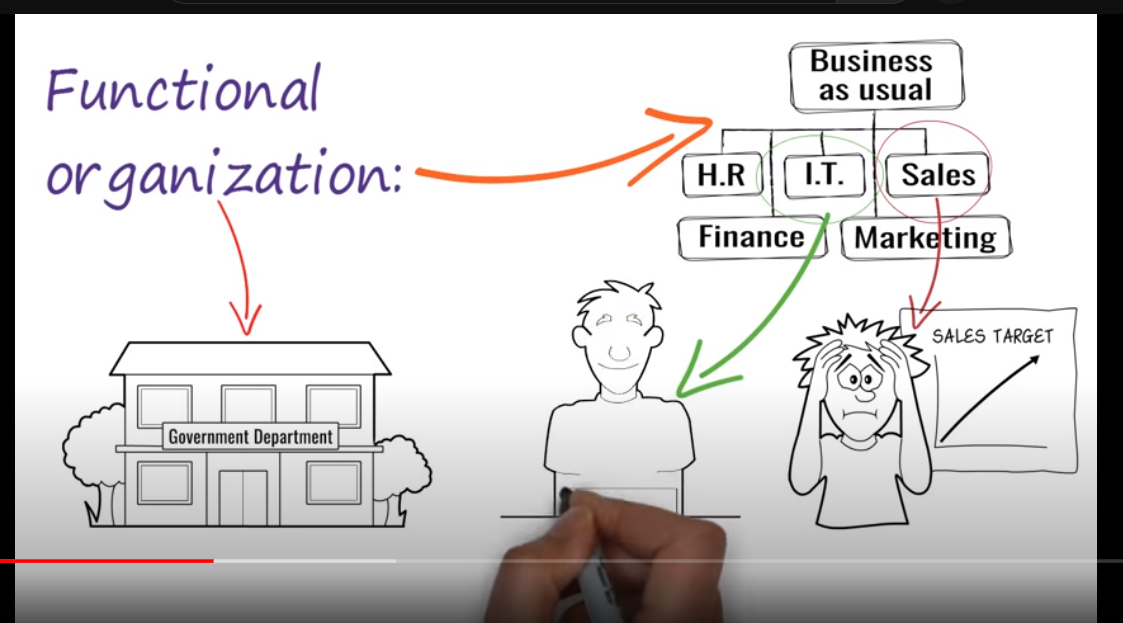 Functional
organization:
Business
as usual
H.R
I.T.
Sales
Finance
Marketing
SALES TARGET
Government Department